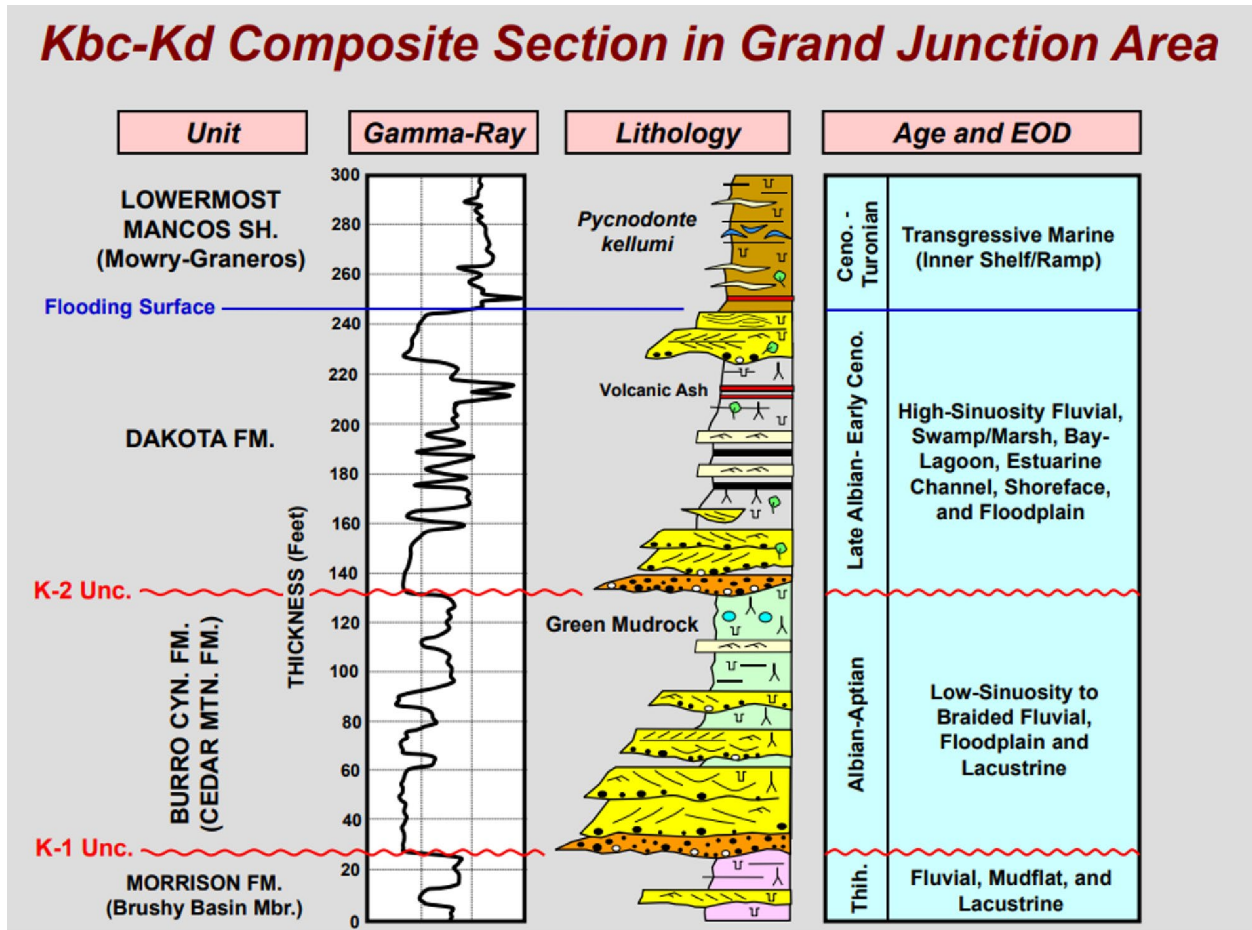 Kbc-Kd Composite Section in Grand Junction Area
Unit
Gamma-Ray
Lithology
Age and EOD
LOWERMOST
MANCOS SH.
(Mowry-Graneros)
Flooding Surface
DAKOTA FM.
K-2 Unc.
BURRO CYN. FM.
(CEDAR MTN. FM.)
K-1 Unc.
MORRISON FM.
(Brushy Basin Mbr.)
THICKNESS (Feet)
300
280
260
240
220
200
180
160
140
120
100
80
60
40
20
0
Pycnodonte
kellumi
Volcanic Ash
Green Mudrock
Ceno. -
Turonian
Transgressive Marine
(Inner Shelf/Ramp)
Late Albian- Early Ceno.
High-Sinuosity Fluvial,
Swamp/Marsh, Bay-
Lagoon, Estuarine
Channel, Shoreface,
and Floodplain
Albian-Aptian
Low-Sinuosity to
Braided Fluvial,
Floodplain and
Lacustrine
Thih.
Fluvial, Mudflat, and
Lacustrine